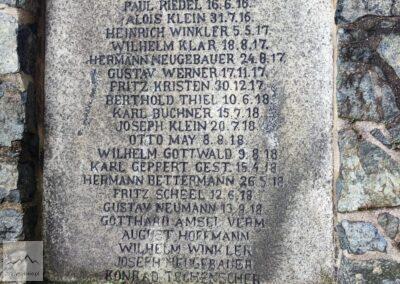 PAUL RIEDEL 16.6.16.
ALOIS KLEIN 31.7.16.
HEINRICH WINKLER 5.5.17.
WILHELM KLAR 18.8.17.
HERMANN NEUGEBAUER 24.8.17.
GUSTAV WERNER 17.11.17.
FRITZ KRISTEN 30.12.17.
BERTHOLD THIEL 10.6.18.
KARL BUCHNER 15.7.18.
JOSEPH KLEIN 20.7.18.
OTTO MAY 8.8.18.
WILHELM GOTTWALD 9.8.18
KARL GEPPERT GEST. 15.4.18
HERMANN BETTERMANN 26.5.18
FRITZ SCHEEL 12.6.18
GUSTAV NEUMANN 13.9.18
GOTTHARD AMSEL VERM.
AUGUST HOFFMANN
WILHELM WINKLER
JOSEPH NEUGEBAUER
KONRAD TSCHENSCHER